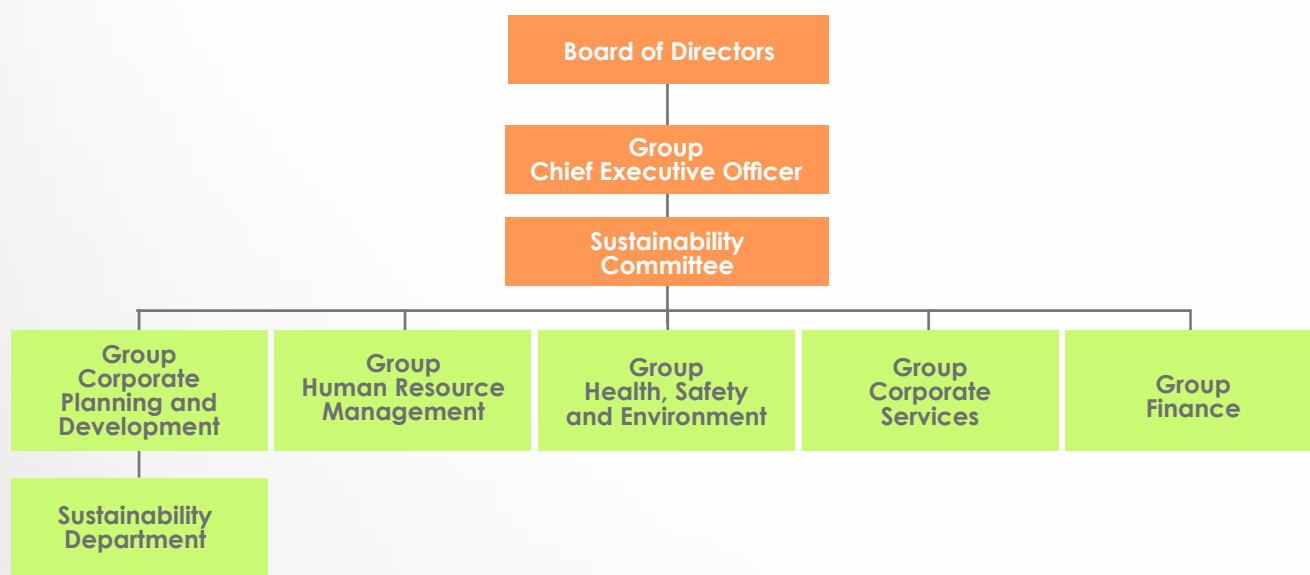 Board of Directors
Group
Chief Executive Officer
Sustainability
Committee
Group
Corporate
Planning and
Development
Group
Human Resource
Management
Group
Health, Safety
and Environment
Group
Corporate
Services
Group
Finance
Sustainability
Department